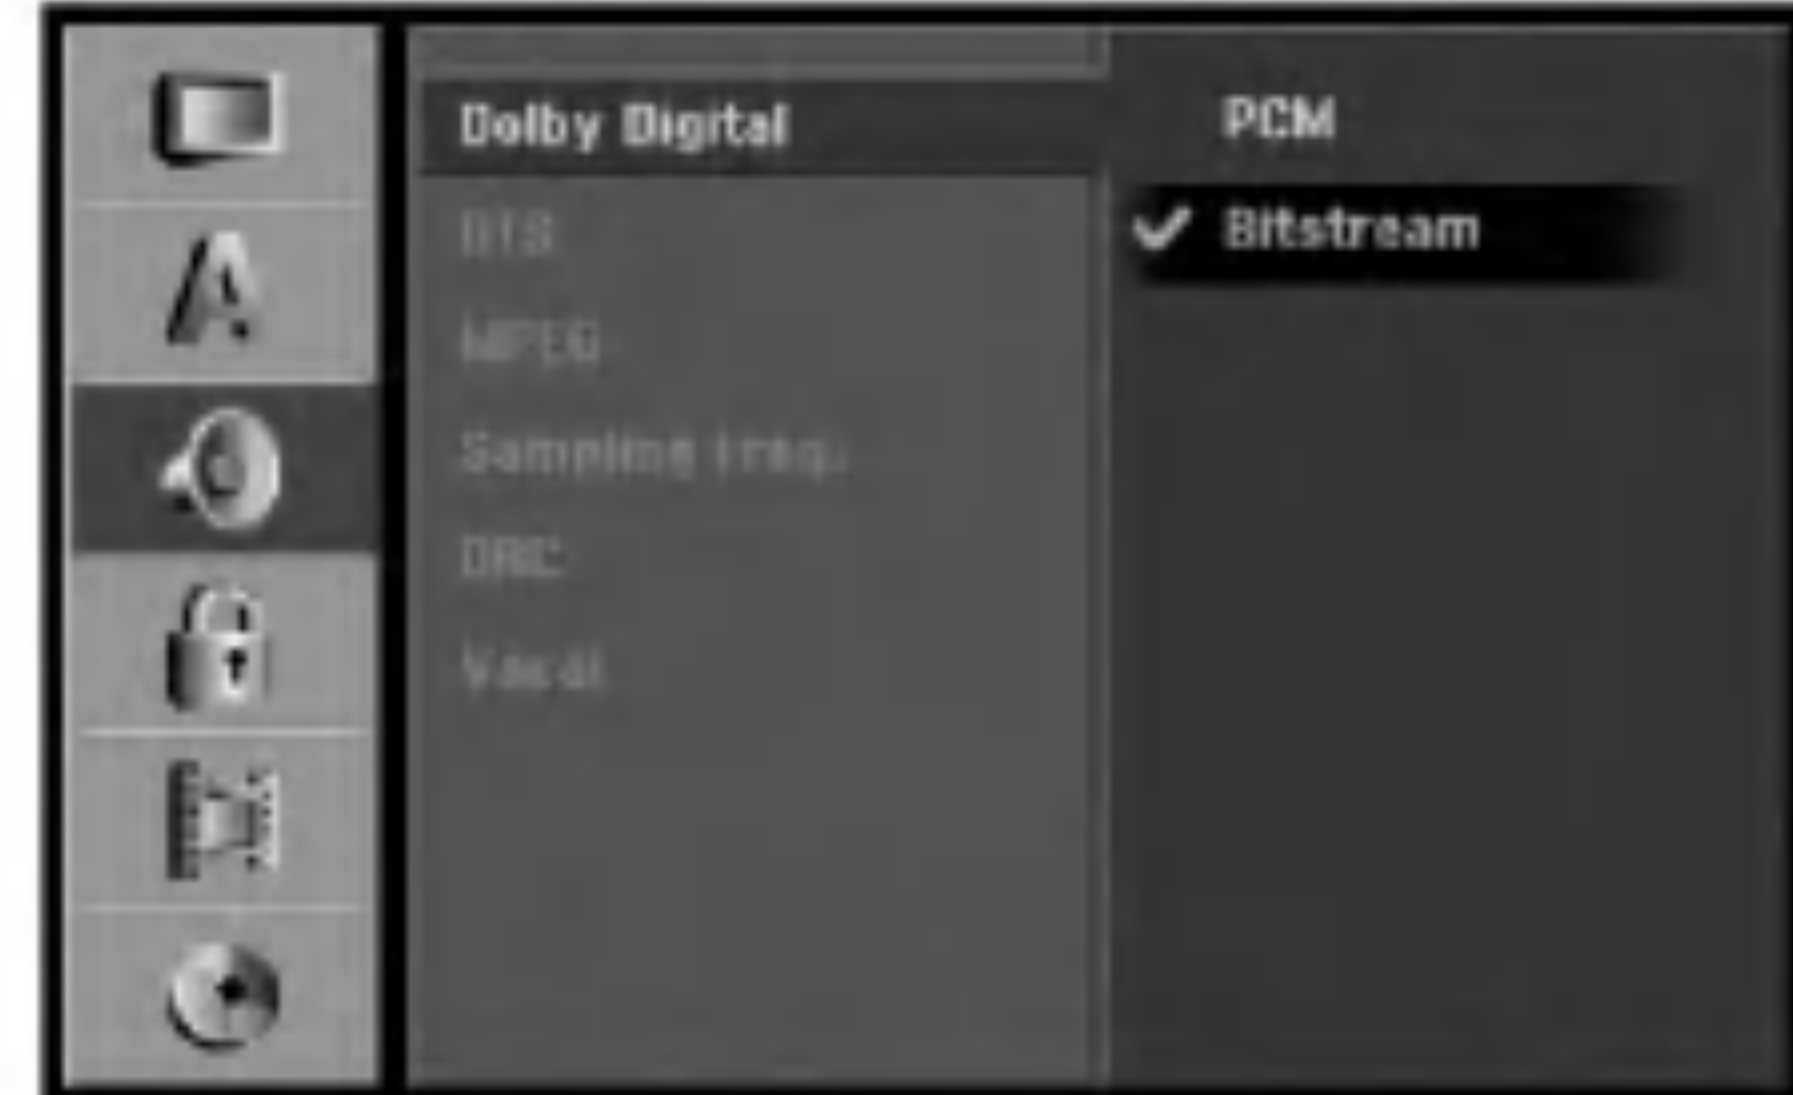 Dolby Digital
DTS
MPEG
Sampling Freq.
DRC
Vocal
PCM
Bitstream